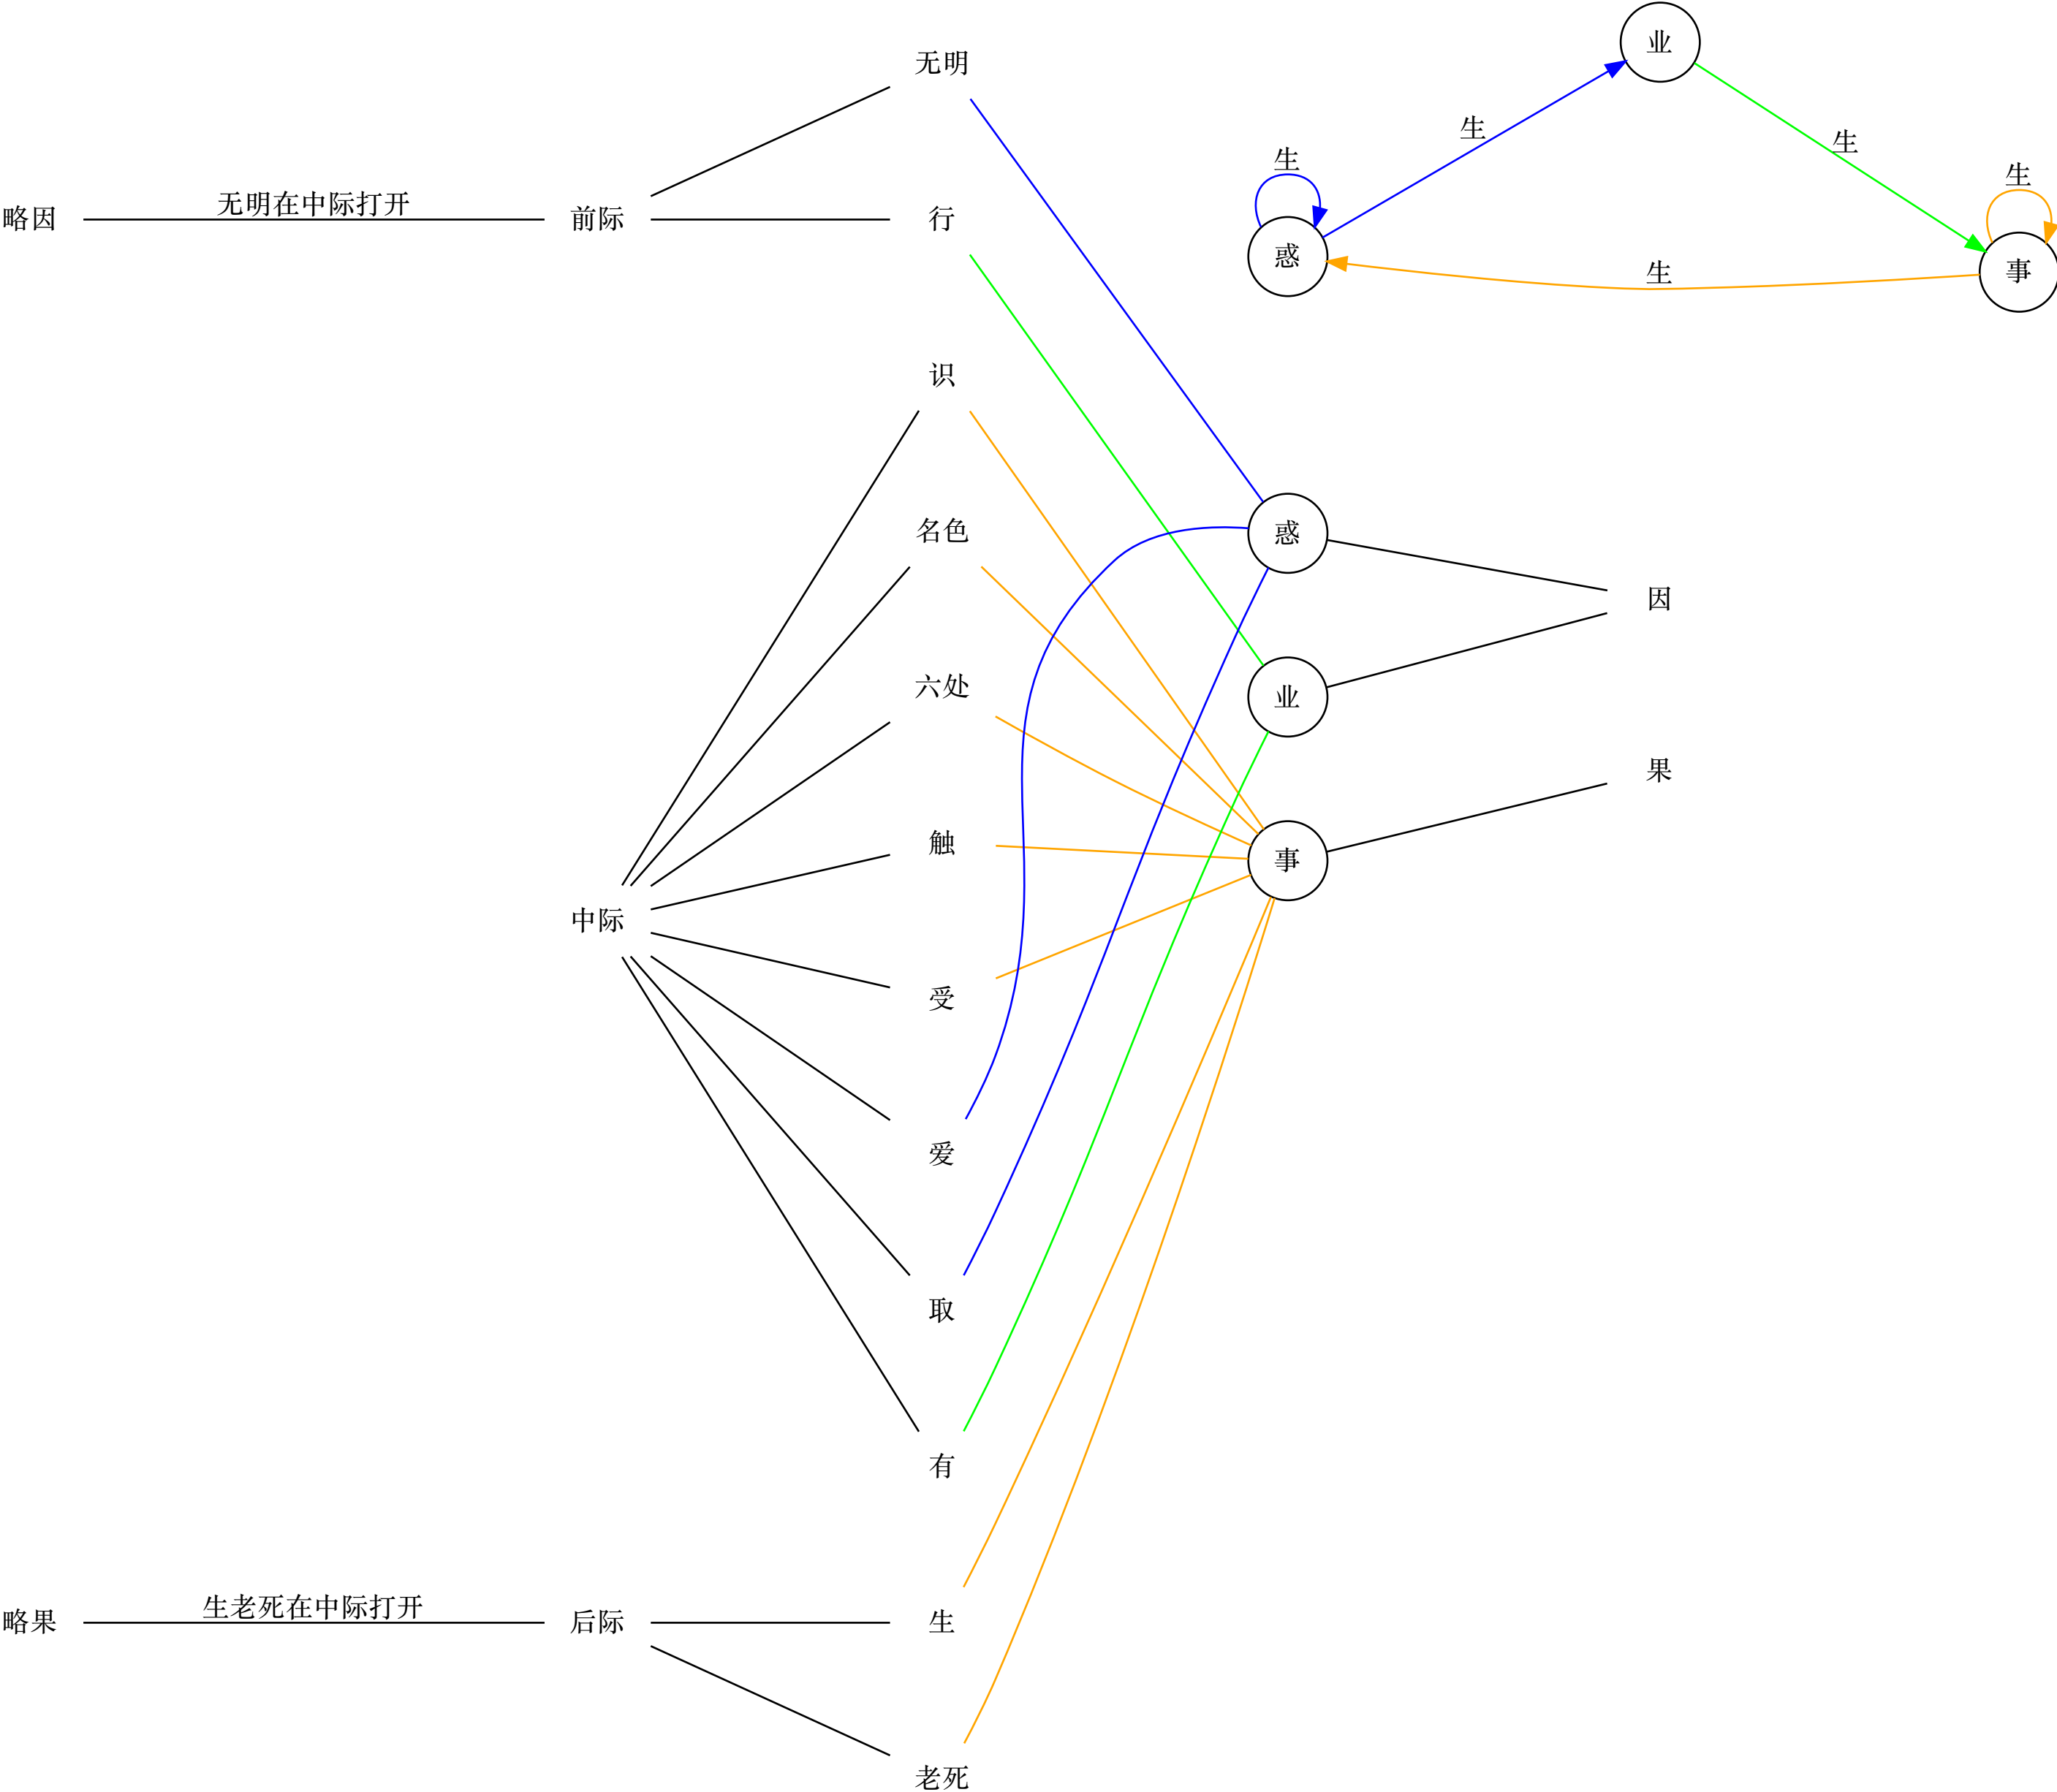 略因
无明在中际打开
前际
无明
行
识
名色
六处
触
受
爱
取
有
中际
略果
生老死在中际打开
后际
生
老死
惑
业
事
因
果
业
惑
事
生
生
生
生
生